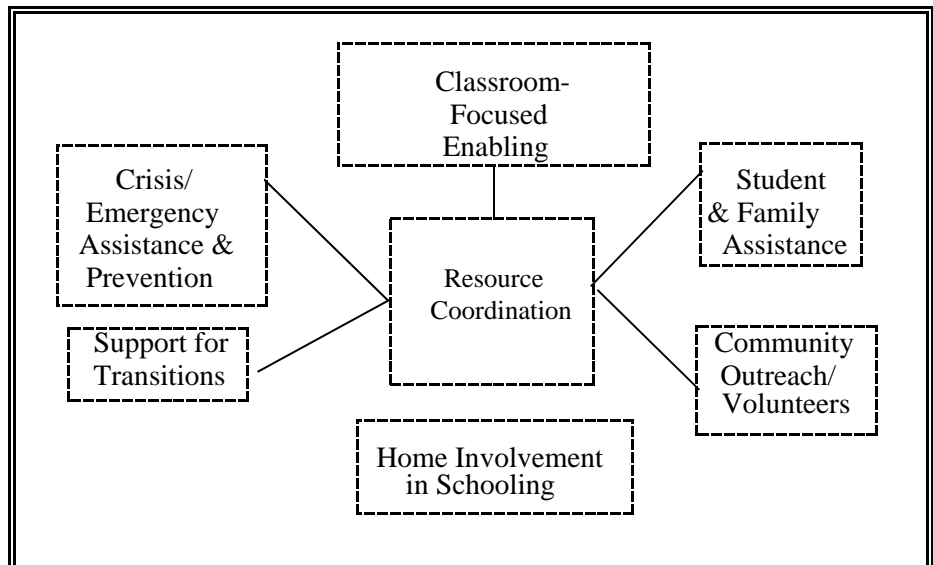 Classroom-
Focused
Enabling
Crisis/
Emergency
Assistance &
Prevention
Student
& Family
Assistance
Resource
Coordination
Support for
Transitions
Community
Outreach/
Volunteers
Home Involvement
in Schooling